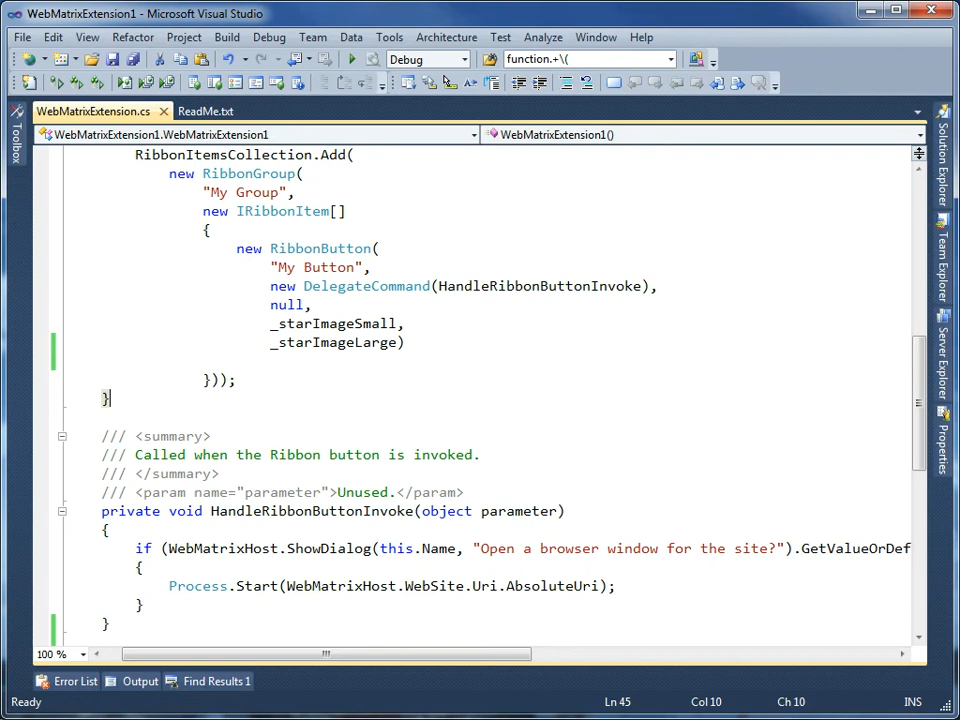 WebMatrixExtension1 - Microsoft Visual Studio
File Edit View Refactor Project Build Debug Team Data Tools Architecture Test Analyze Window Help
Debug function.+\(
WebMatrixExtension.cs ReadMe.txt
WebMatrixExtension1.WebMatrixExtension1 WebMatrixExtension1()
Toolbox
RibbonItemsCollection.Add(
new RibbonGroup(
"My Group",
new IRibbonItem[]
{
new RibbonButton(
"My Button",
new DelegateCommand(HandleRibbonButtonInvoke),
null,
_starImageSmall,
_starImageLarge)
}));
}
/// <summary>
/// Called when the Ribbon button is invoked.
/// </summary>
/// <param name="parameter">Unused.</param>
private void HandleRibbonButtonInvoke(object parameter)
{
if (WebMatrixHost.ShowDialog(this.Name, "Open a browser window for the site?").GetValueOrDef
{
Process.Start(WebMatrixHost.WebSite.Uri.AbsoluteUri);
}
}
Solution Explorer
Team Explorer
Server Explorer
Properties
100 %
Error List Output Find Results 1
Ready Ln 45 Col 10 Ch 10 INS